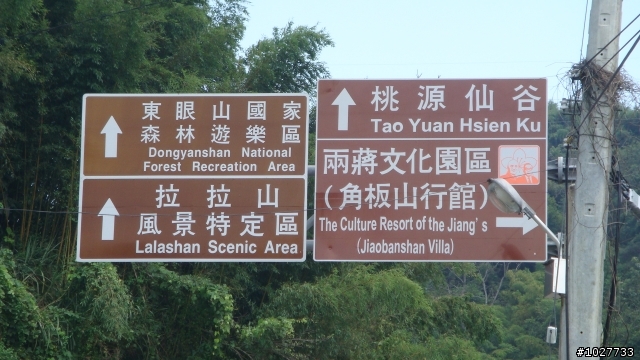 東眼山國家
森林遊樂區
Dongyanshan National
Forest Recreation Area
拉拉山
風景特定區
Lalashan Scenic Area
桃源仙谷
Tao Yuan Hsien Ku
兩蔣文化園區
(角板山行館)
The Culture Resort of the Jiang's
(Jiaobanshan Villa)
#1027733